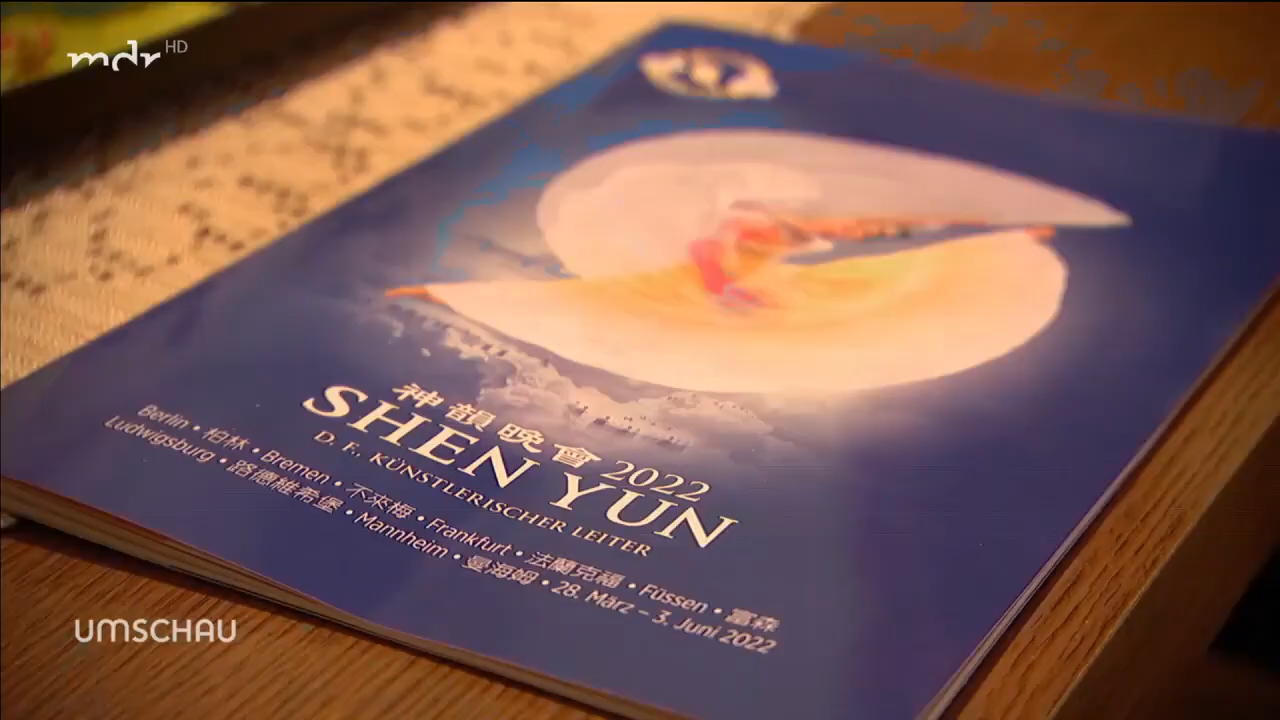 mdr HD
神韻晚會 2022
SHEN YUN
D. F., KÜNSTLERISCHER LEITER
Berlin • 柏林 • Bremen • 不來梅 • Frankfurt • 法蘭克福 • Füssen • 富森
Ludwigsburg • 路德維希堡 • Mannheim • 曼海姆 • 28. März – 3. Juni 2022
UMSCHAU